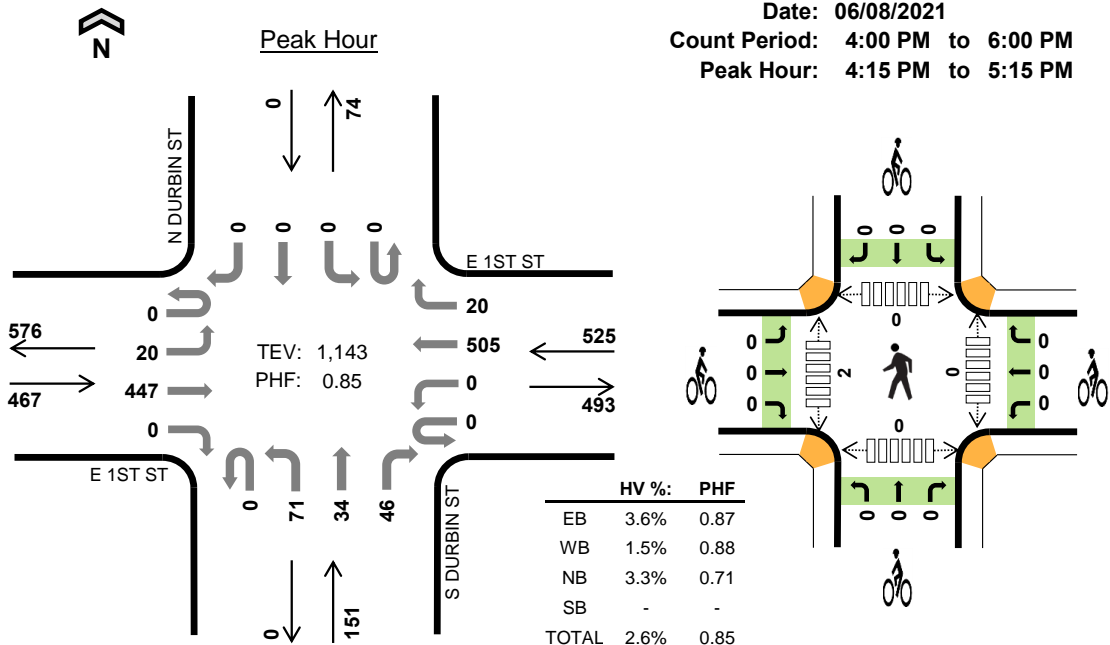 Date: 06/08/2021
Count Period: 4:00 PM to 6:00 PM
Peak Hour: 4:15 PM to 5:15 PM
N
Peak Hour
0
74
N DURBIN ST
0 0 0 0
E 1ST ST
0
20
447
0
576
467
TEV: 1,143
PHF: 0.85
20
505
0
0
525
493
E 1ST ST
0 71 34 46
S DURBIN ST
0
151
0 0 0
0
0
0
0
2
0
0
0
0
0
0 0 0
HV %: PHF
EB 3.6% 0.87
WB 1.5% 0.88
NB 3.3% 0.71
SB - -
TOTAL 2.6% 0.85